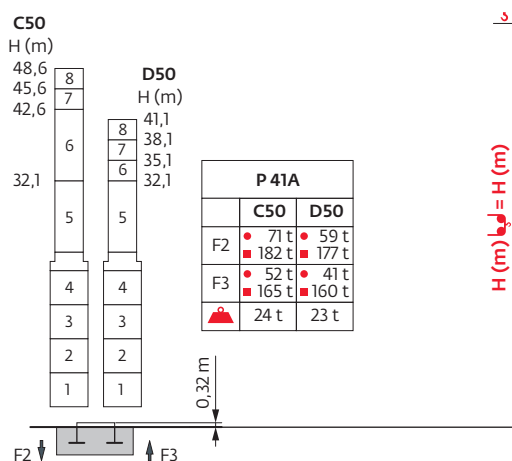 C50
H (m)
48,6
45,6
42,6
32,1
8
7
6
5
4
3
2
1
D50
H (m)
41,1
38,1
35,1
32,1
8
7
6
5
4
3
2
1
P 41A
C50 D50
F2 ● 71 t ● 59 t
■ 182 t ■ 177 t
F3 ● 52 t ● 41 t
■ 165 t ■ 160 t
24 t 23 t
0,32 m
F2 F3
H (m) = H (m)